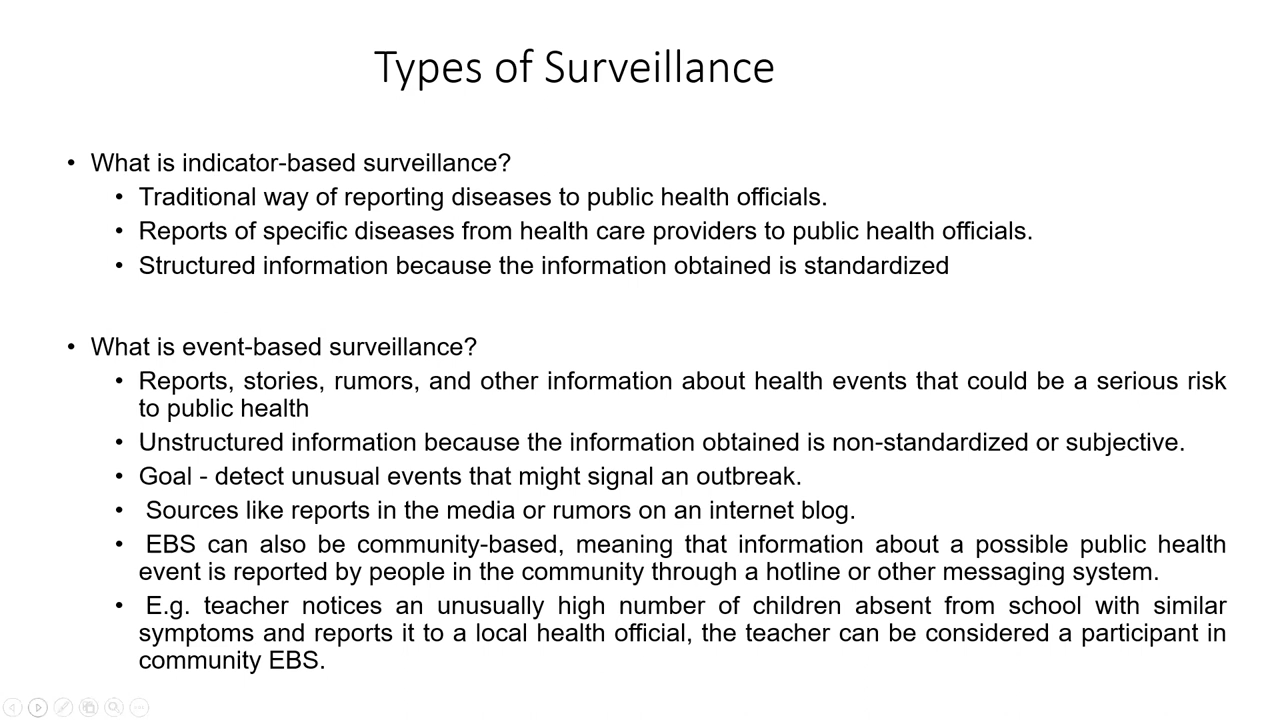 Types of Surveillance
• What is indicator-based surveillance?
• Traditional way of reporting diseases to public health officials.
• Reports of specific diseases from health care providers to public health officials.
• Structured information because the information obtained is standardized
• What is event-based surveillance?
• Reports, stories, rumors, and other information about health events that could be a serious risk
to public health
• Unstructured information because the information obtained is non-standardized or subjective.
• Goal - detect unusual events that might signal an outbreak.
• Sources like reports in the media or rumors on an internet blog.
• EBS can also be community-based, meaning that information about a possible public health
event is reported by people in the community through a hotline or other messaging system.
• E.g. teacher notices an unusually high number of children absent from school with similar
symptoms and reports it to a local health official, the teacher can be considered a participant in
community EBS.